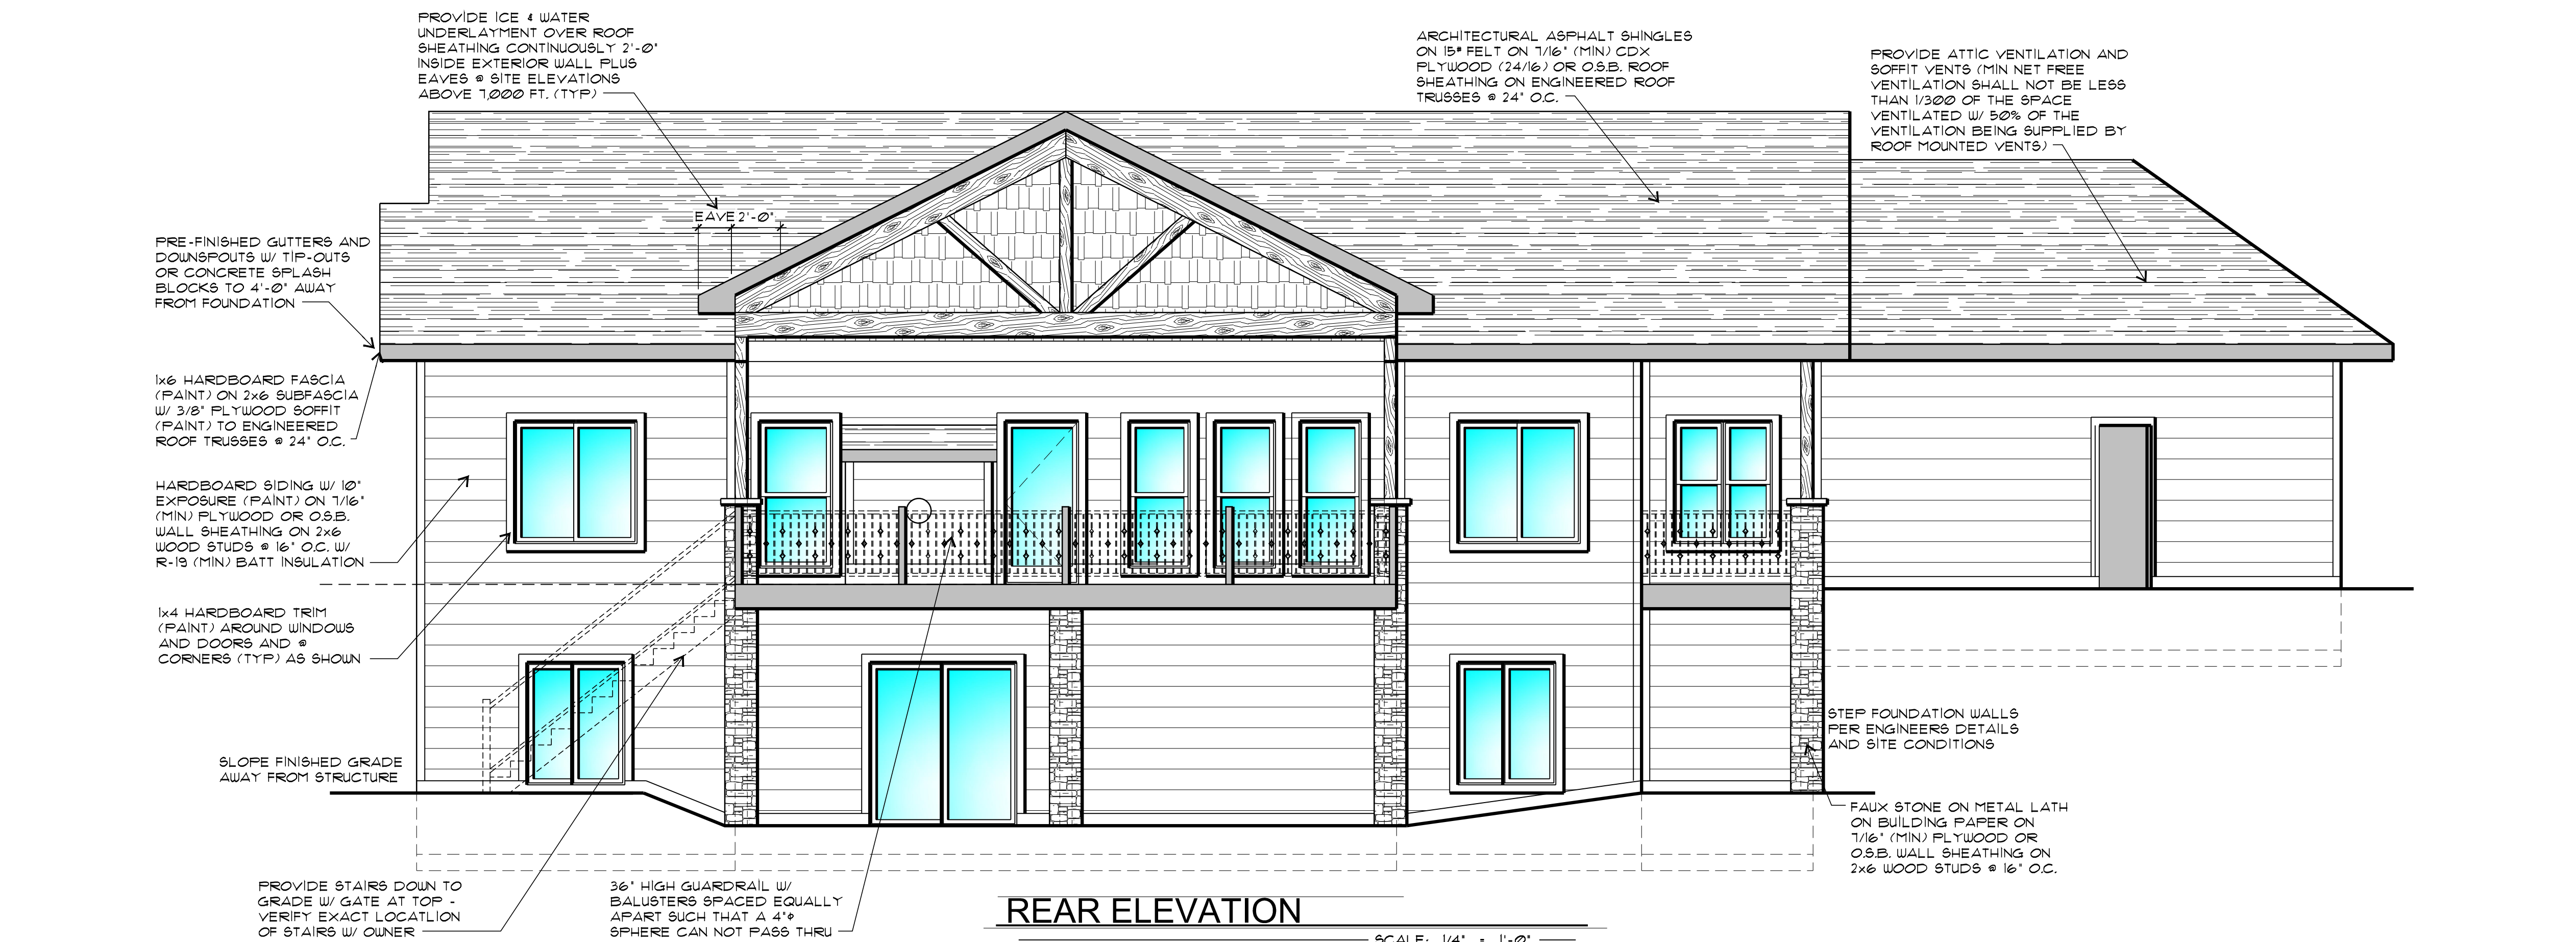 PROVIDE ICE & WATER
UNDERLAYMENT OVER ROOF
SHEATHING CONTINUOUSLY 2'-0"
INSIDE EXTERIOR WALL PLUS
EAVES @ SITE ELEVATIONS
ABOVE 7,000 FT. (TYP)
ARCHITECTURAL ASPHALT SHINGLES
ON 15# FELT ON 7/16" (MIN) CDX
PLYWOOD (24/16) OR O.S.B. ROOF
SHEATHING ON ENGINEERED ROOF
TRUSSES @ 24" O.C.
PROVIDE ATTIC VENTILATION AND
SOFFIT VENTS (MIN NET FREE
VENTILATION SHALL NOT BE LESS
THAN 1/300 OF THE SPACE
VENTILATED W/ 50% OF THE
VENTILATION BEING SUPPLIED BY
ROOF MOUNTED VENTS)
EAVE 2'-0"
PRE-FINISHED GUTTERS AND
DOWNSPOUTS W/ TIP-OUTS
OR CONCRETE SPLASH
BLOCKS TO 4'-0" AWAY
FROM FOUNDATION
1x6 HARDBOARD FASCIA
(PAINT) ON 2x6 SUBFASCIA
W/ 3/8" PLYWOOD SOFFIT
(PAINT) TO ENGINEERED
ROOF TRUSSES @ 24" O.C.
HARDBOARD SIDING W/ 10"
EXPOSURE (PAINT) ON 7/16"
(MIN) PLYWOOD OR O.S.B.
WALL SHEATHING ON 2x6
WOOD STUDS @ 16" O.C. W/
R-19 (MIN) BATT INSULATION
1x4 HARDBOARD TRIM
(PAINT) AROUND WINDOWS
AND DOORS AND @
CORNERS (TYP) AS SHOWN
SLOPE FINISHED GRADE
AWAY FROM STRUCTURE
STEP FOUNDATION WALLS
PER ENGINEERS DETAILS
AND SITE CONDITIONS
FAUX STONE ON METAL LATH
ON BUILDING PAPER ON
7/16" (MIN) PLYWOOD OR
O.S.B. WALL SHEATHING ON
2x6 WOOD STUDS @ 16" O.C.
PROVIDE STAIRS DOWN TO
GRADE W/ GATE AT TOP -
VERIFY EXACT LOCATLION
OF STAIRS W/ OWNER
36" HIGH GUARDRAIL W/
BALUSTERS SPACED EQUALLY
APART SUCH THAT A 4"ϕ
SPHERE CAN NOT PASS THRU
REAR ELEVATION
SCALE: 1/4" = 1'-0"